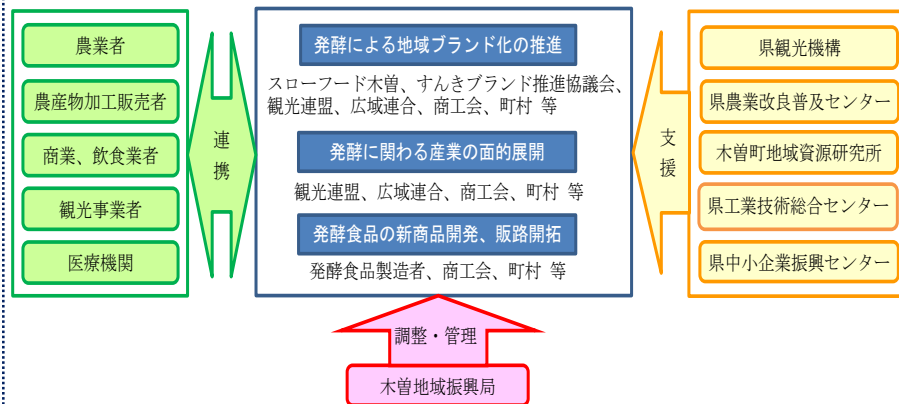 農業者
農産物加工販売者
商業、飲食業者
観光事業者
医療機関
連
携
発酵による地域ブランド化の推進
スローフード木曽、すんきブランド推進協議会、
観光連盟、広域連合、商工会、町村 等
発酵に関わる産業の面的展開
観光連盟、広域連合、商工会、町村 等
発酵食品の新商品開発、販路開拓
発酵食品製造者、商工会、町村 等
支
援
県観光機構
県農業改良普及センター
木曽町地域資源研究所
県工業技術総合センター
県中小企業振興センター
調整・管理
木曽地域振興局